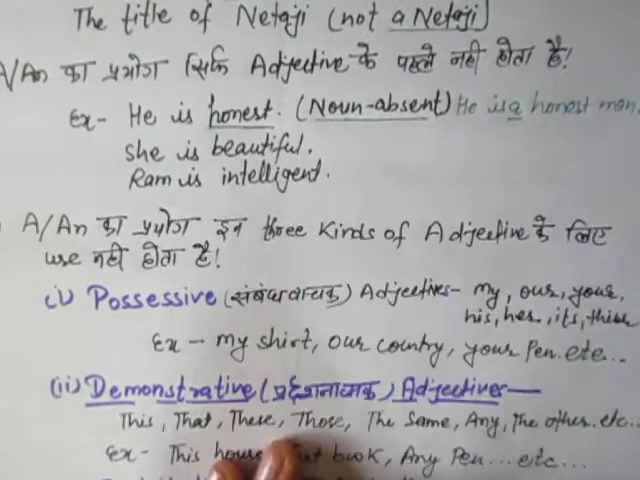 The title of Netaji (not a Netaji)
A/An का प्रयोग सिर्फ Adjective के पहले नही होता है!
Ex- He is honest. (Noun-absent) He is a honest man.
She is beautiful.
Ram is intelligent.
A/An का प्रयोग इन three kinds of Adjective के लिए
use नही होता है!
(i) Possessive (संबंधवाचक) Adjectives- my, our, your,
his, her, its, their
Ex- my shirt, our country, your Pen. etc...
(ii) Demonstrative Adjectives-
This, That, These, Those, The Same, Any, The other. etc..
Ex- This house book, Any Pen... etc...